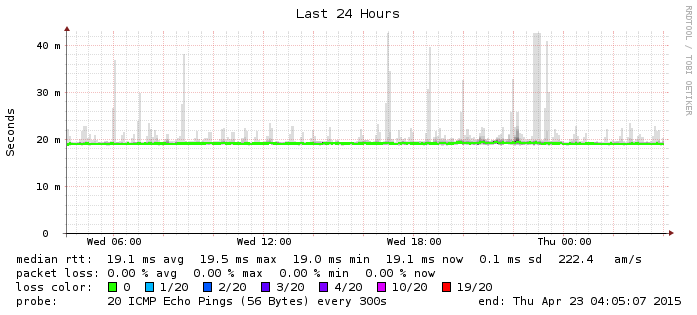 Last 24 Hours
RRDTOOL / TOBI OETIKER
Seconds
40 m
30 m
20 m
10 m
0
Wed 06:00 Wed 12:00 Wed 18:00 Thu 00:00
median rtt: 19.1 ms avg 19.5 ms max 19.0 ms min 19.1 ms now 0.1 ms sd 222.4 am/s
packet loss: 0.00 % avg 0.00 % max 0.00 % min 0.00 % now
loss color: 0 1/20 2/20 3/20 4/20 10/20 19/20
probe: 20 ICMP Echo Pings (56 Bytes) every 300s end: Thu Apr 23 04:05:07 2015